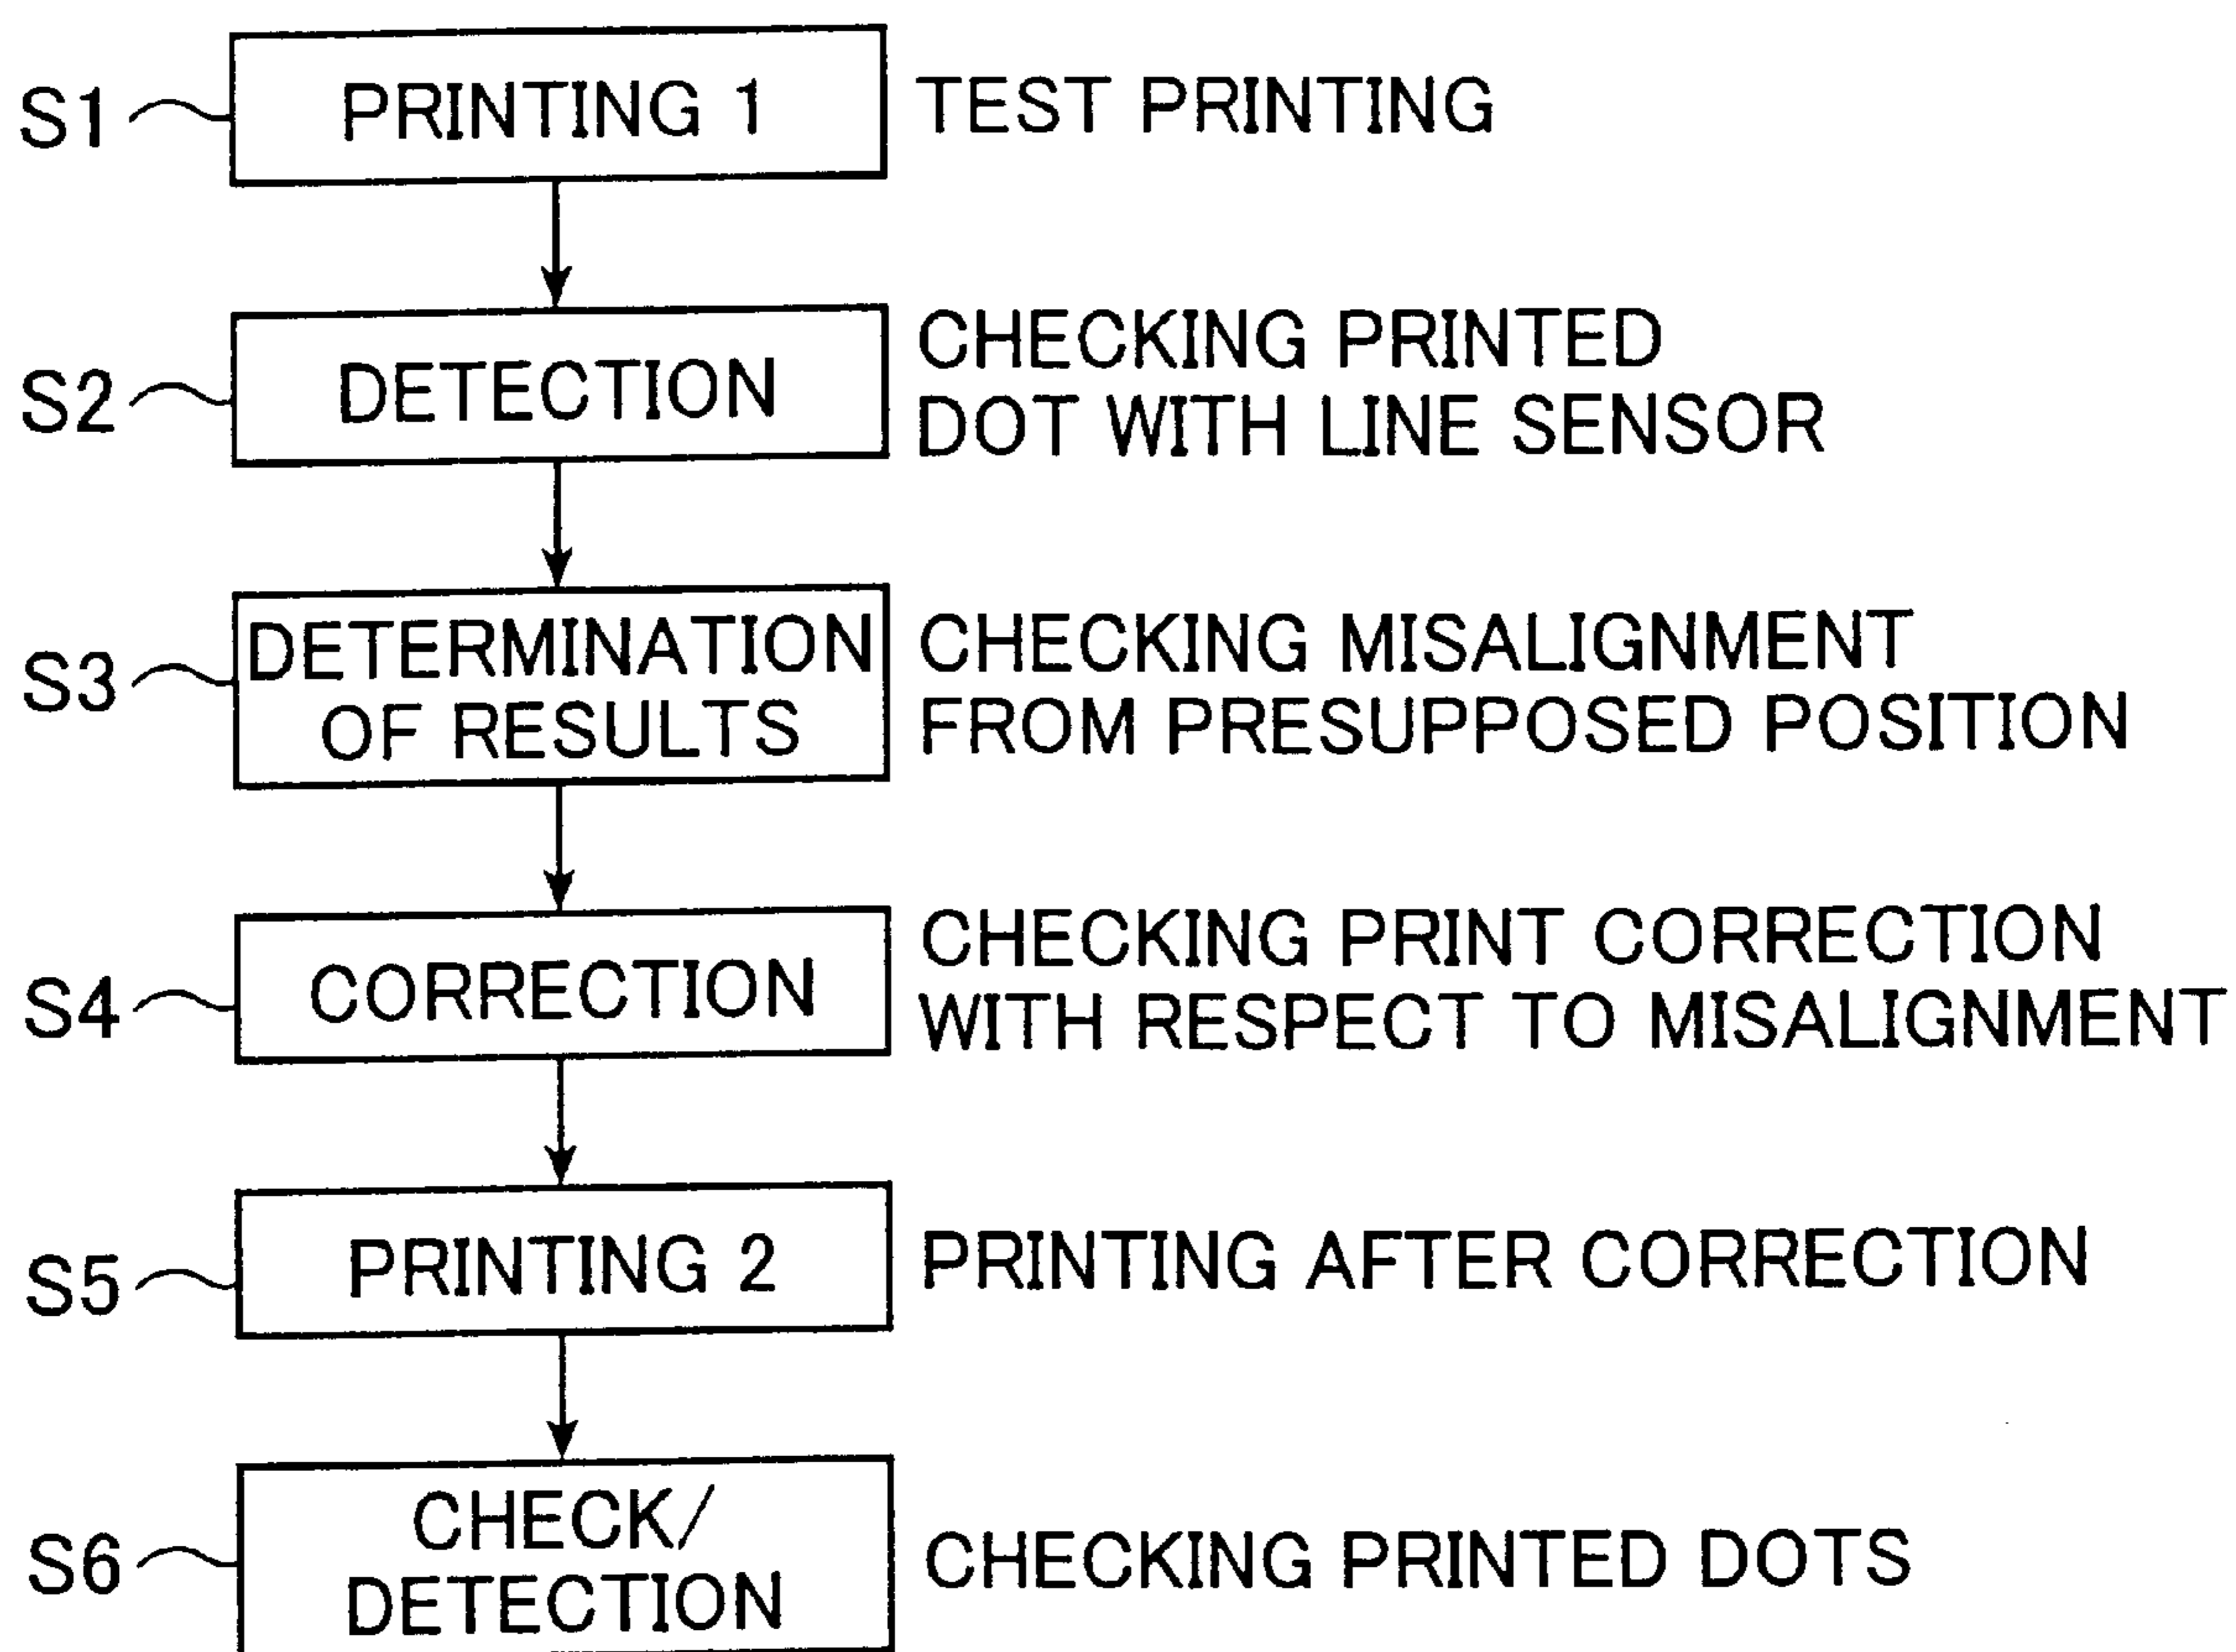 S1
PRINTING 1
TEST PRINTING
S2
DETECTION
CHECKING PRINTED
DOT WITH LINE SENSOR
S3
DETERMINATION
OF RESULTS
CHECKING MISALIGNMENT
FROM PRESUPPOSED POSITION
S4
CORRECTION
CHECKING PRINT CORRECTION
WITH RESPECT TO MISALIGNMENT
S5
PRINTING 2
PRINTING AFTER CORRECTION
S6
CHECK/
DETECTION
CHECKING PRINTED DOTS